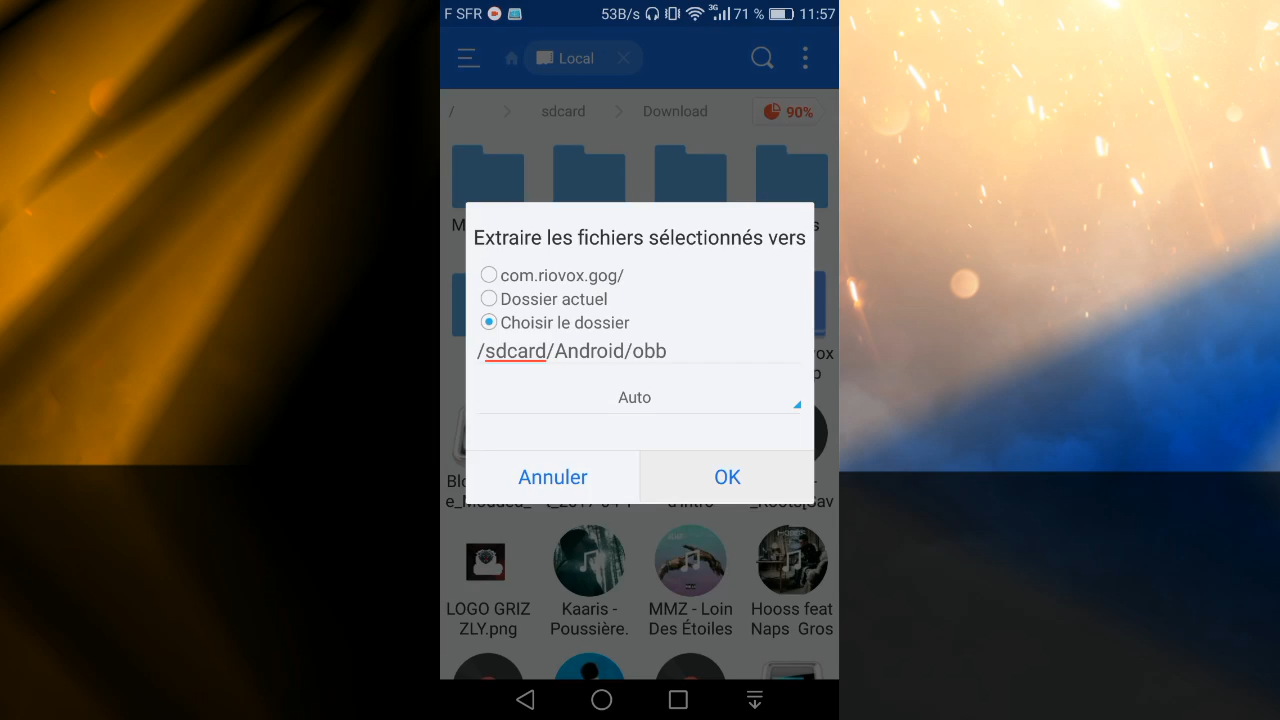 F SFR 53B/s 3G 71 % 11:57
Local
/ sdcard Download 90%
M
s
Extraire les fichiers sélectionnés vers
com.riovox.gog/
Dossier actuel
Choisir le dossier
/sdcard/Android/obb
Auto
Annuler OK
LOGO GRIZ
ZLY.png
Kaaris -
Poussière.
MMZ - Loin
Des Étoiles
Hooss feat
Naps Gros